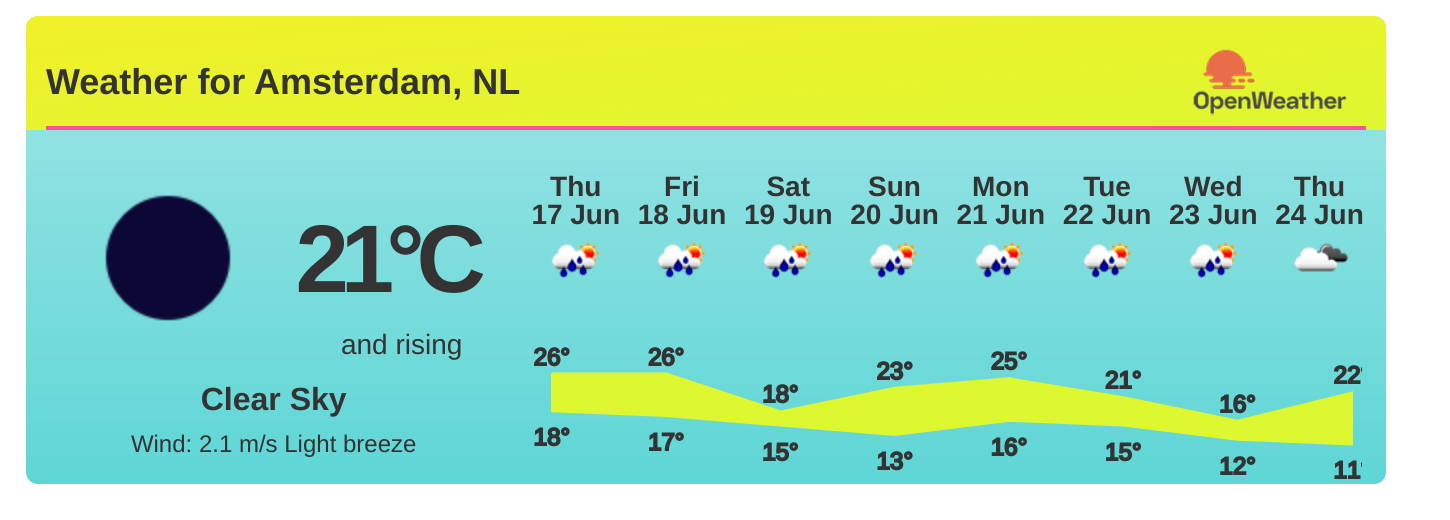 Weather for Amsterdam, NL
OpenWeather
Thu Fri Sat Sun Mon Tue Wed Thu
17 Jun 18 Jun 19 Jun 20 Jun 21 Jun 22 Jun 23 Jun 24 Jun
21°C
and rising
Clear Sky
Wind: 2.1 m/s Light breeze
26° 26° 18° 23° 25° 21° 16° 22°
18° 17° 15° 13° 16° 15° 12° 11°